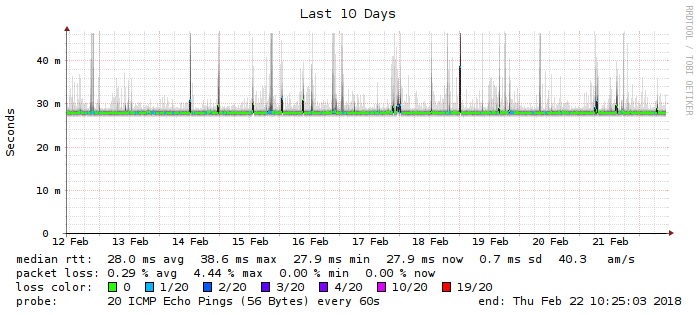 Last 10 Days
RRDTOOL / TOBI OETIKER
Seconds
40 m
30 m
20 m
10 m
0
12 Feb 13 Feb 14 Feb 15 Feb 16 Feb 17 Feb 18 Feb 19 Feb 20 Feb 21 Feb
median rtt: 28.0 ms avg 38.6 ms max 27.9 ms min 27.9 ms now 0.7 ms sd 40.3 am/s
packet loss: 0.29 % avg 4.44 % max 0.00 % min 0.00 % now
loss color: 0 1/20 2/20 3/20 4/20 10/20 19/20
probe: 20 ICMP Echo Pings (56 Bytes) every 60s end: Thu Feb 22 10:25:03 2018